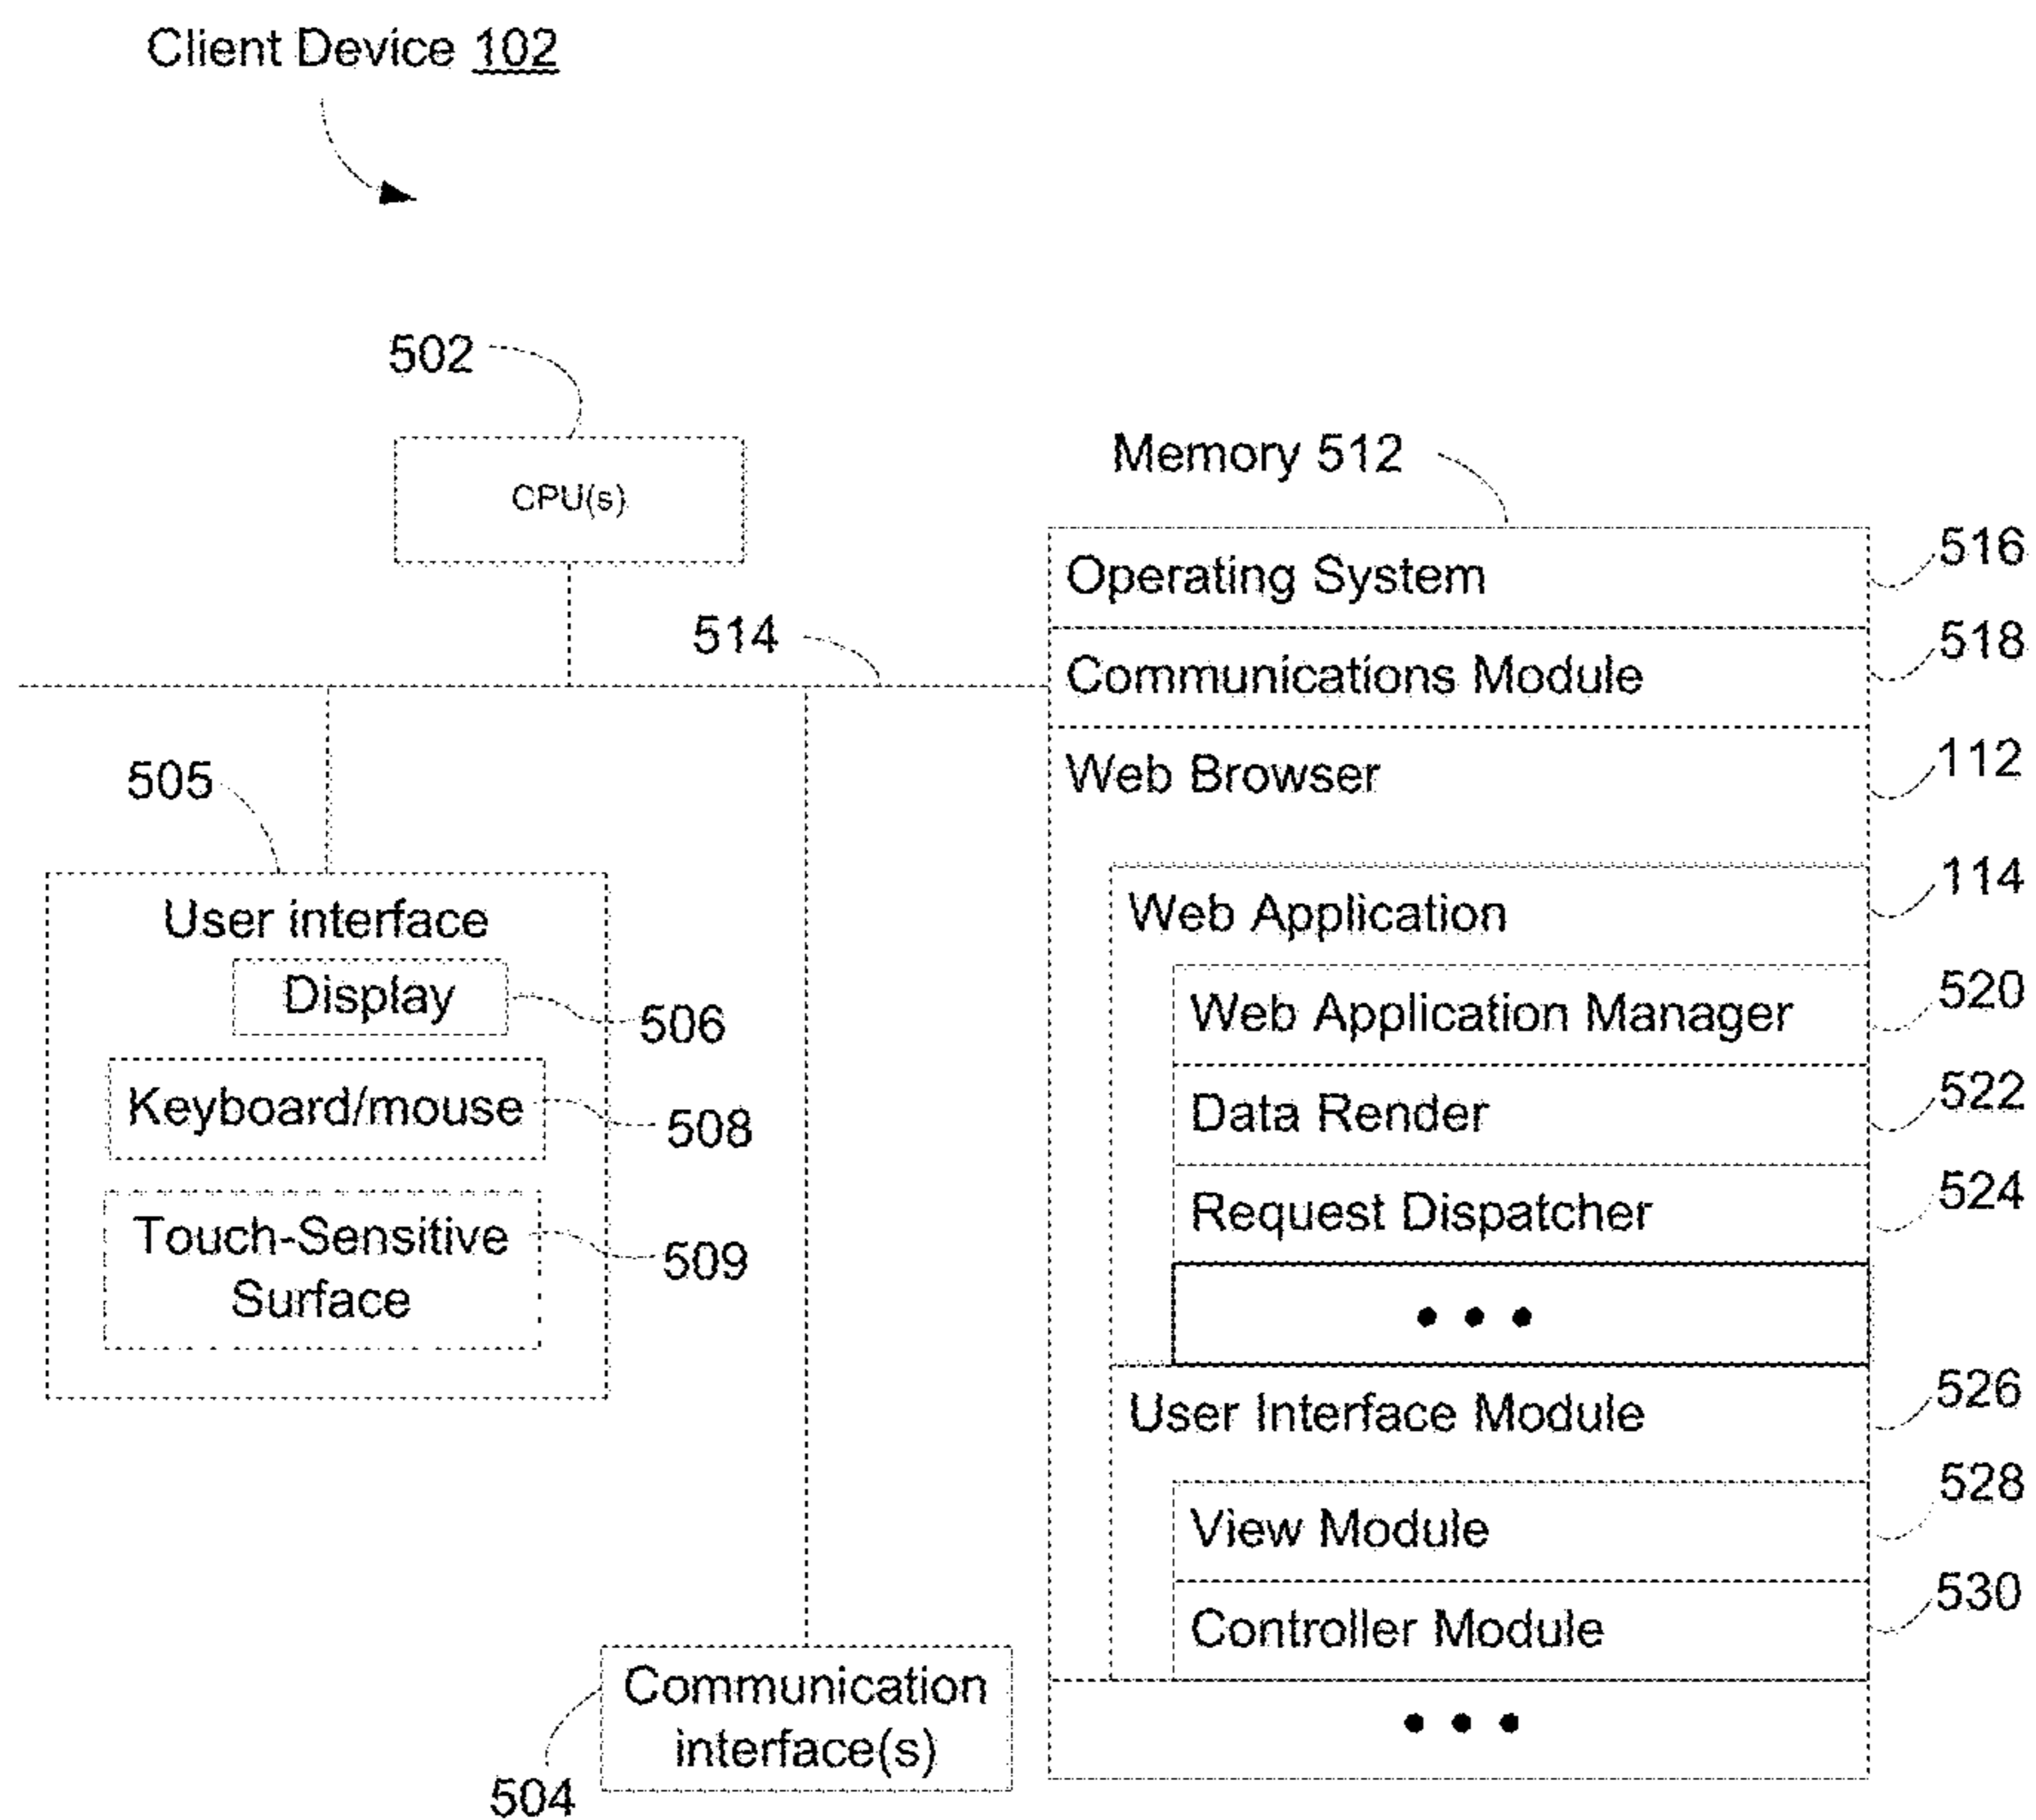 Client Device 102
502
CPU(s)
514
505
User interface
Display
506
Keyboard/mouse
508
Touch-Sensitive
Surface
509
Communication
interface(s)
504
Memory 512
Operating System
516
Communications Module
518
Web Browser
112
Web Application
114
Web Application Manager
520
Data Render
522
Request Dispatcher
524
• • •
User Interface Module
526
View Module
528
Controller Module
530
• • •